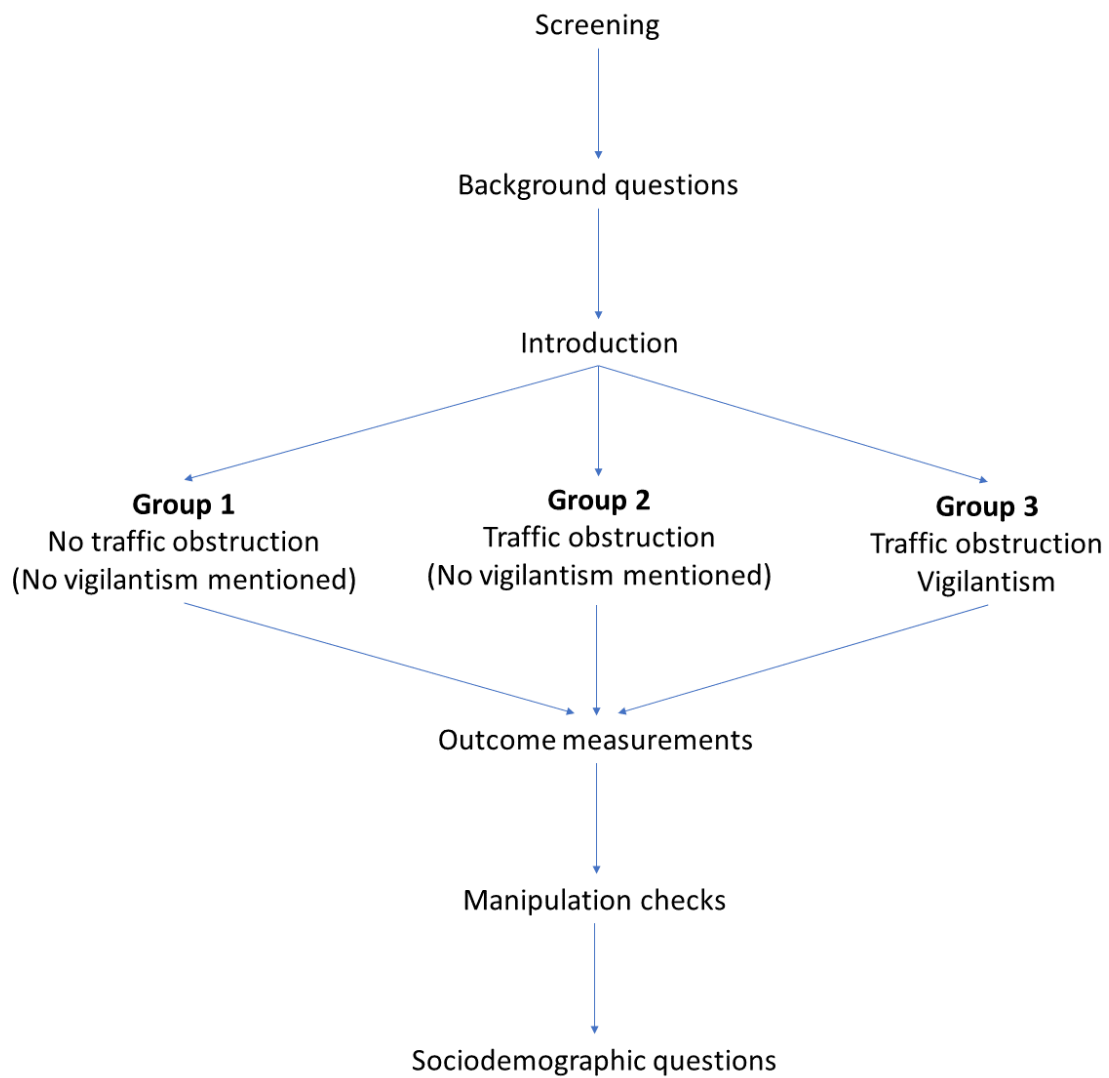 Screening
Background questions
Introduction
Group 1
No traffic obstruction
(No vigilantism mentioned)
Group 2
Traffic obstruction
(No vigilantism mentioned)
Group 3
Traffic obstruction
Vigilantism
Outcome measurements
Manipulation checks
Sociodemographic questions